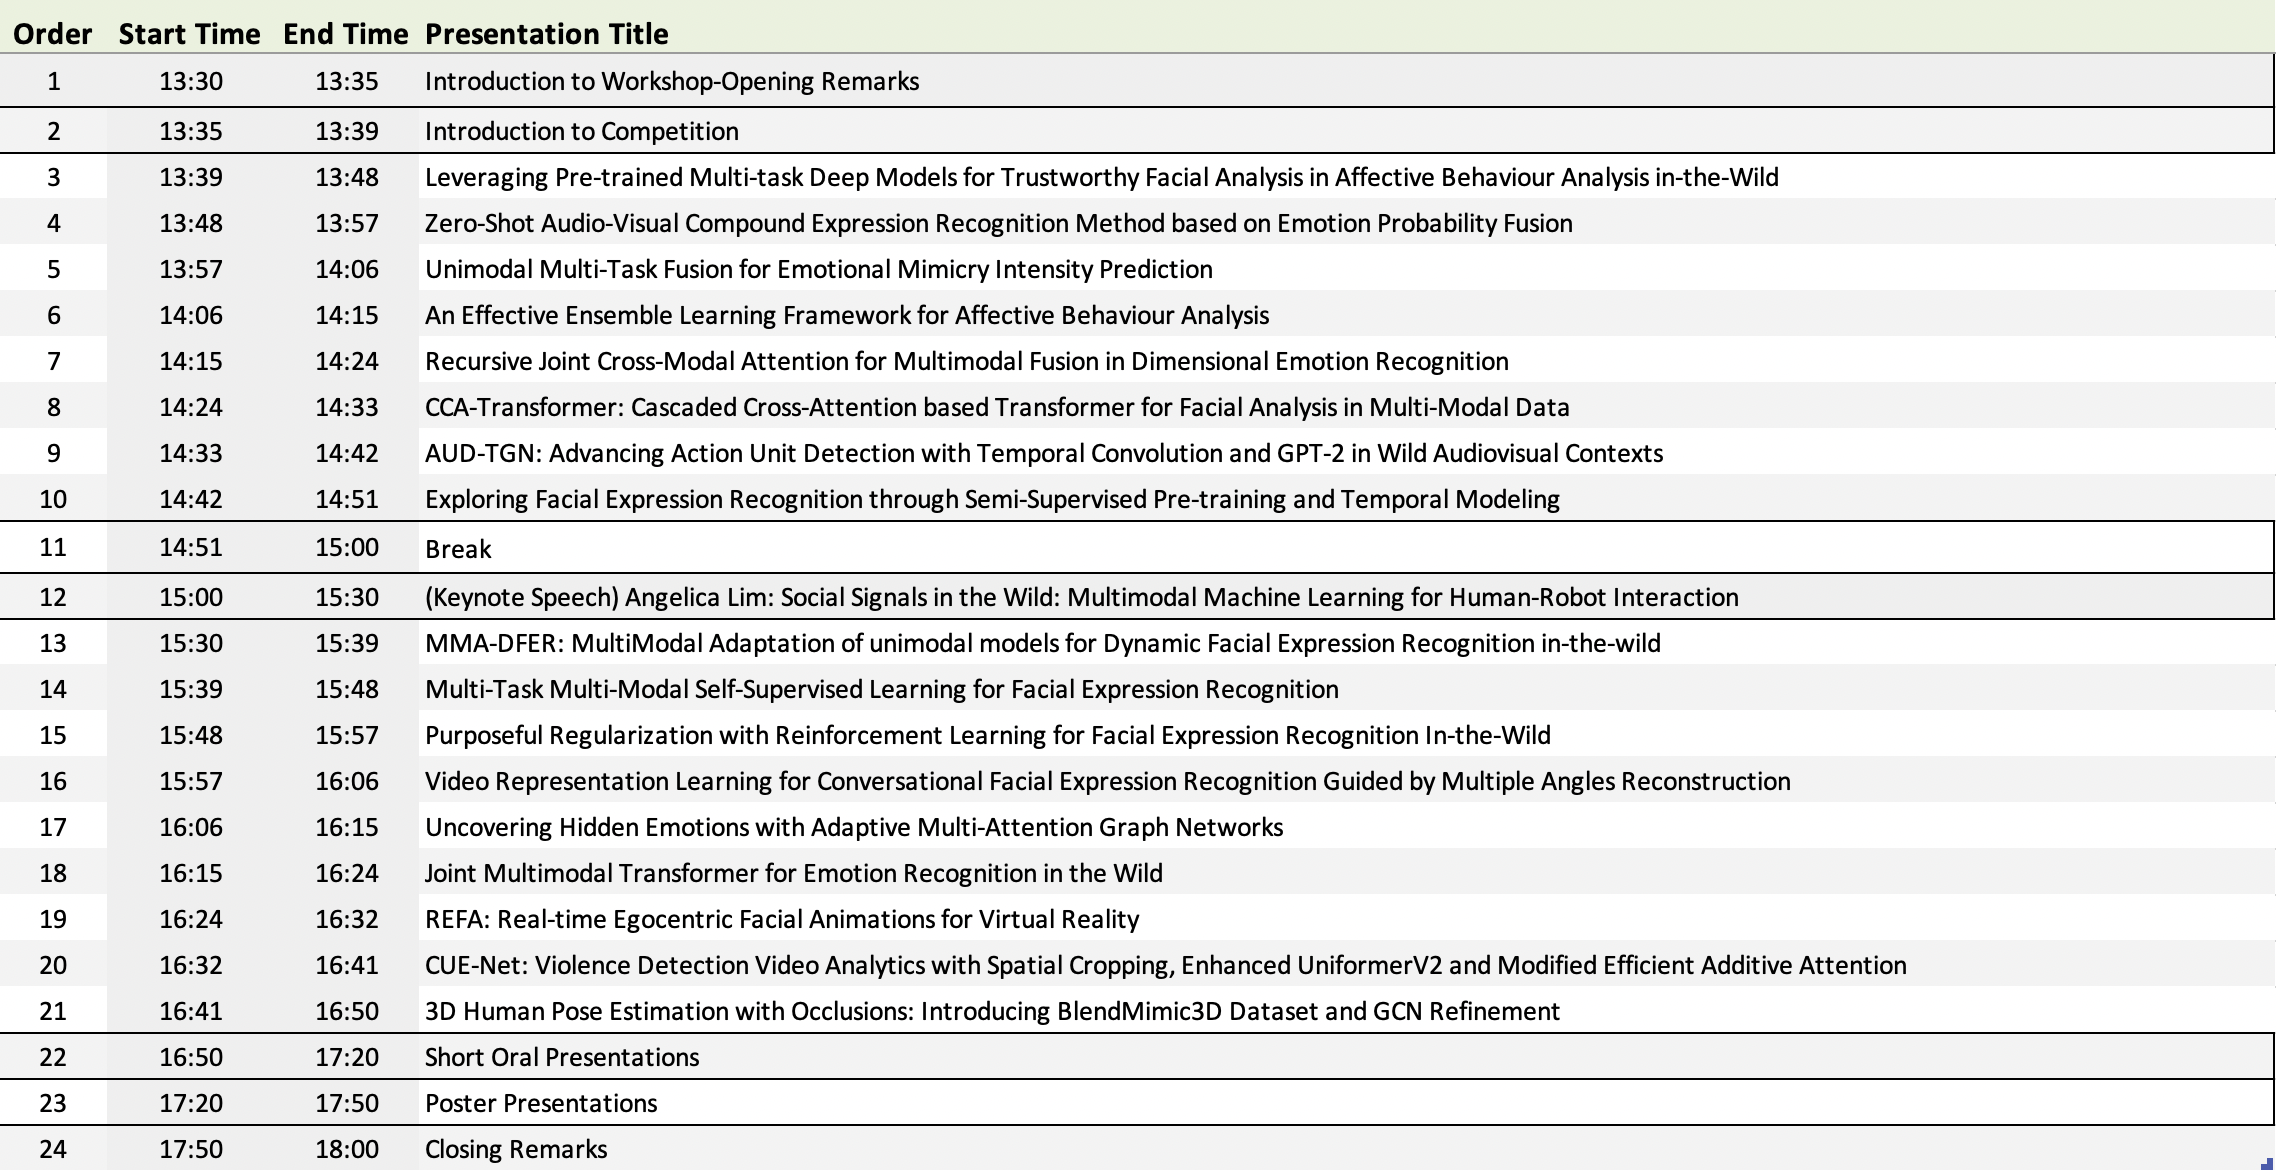 Order Start Time End Time Presentation Title
1 13:30 13:35 Introduction to Workshop-Opening Remarks
2 13:35 13:39 Introduction to Competition
3 13:39 13:48 Leveraging Pre-trained Multi-task Deep Models for Trustworthy Facial Analysis in Affective Behaviour Analysis in-the-Wild
4 13:48 13:57 Zero-Shot Audio-Visual Compound Expression Recognition Method based on Emotion Probability Fusion
5 13:57 14:06 Unimodal Multi-Task Fusion for Emotional Mimicry Intensity Prediction
6 14:06 14:15 An Effective Ensemble Learning Framework for Affective Behaviour Analysis
7 14:15 14:24 Recursive Joint Cross-Modal Attention for Multimodal Fusion in Dimensional Emotion Recognition
8 14:24 14:33 CCA-Transformer: Cascaded Cross-Attention based Transformer for Facial Analysis in Multi-Modal Data
9 14:33 14:42 AUD-TGN: Advancing Action Unit Detection with Temporal Convolution and GPT-2 in Wild Audiovisual Contexts
10 14:42 14:51 Exploring Facial Expression Recognition through Semi-Supervised Pre-training and Temporal Modeling
11 14:51 15:00 Break
12 15:00 15:30 (Keynote Speech) Angelica Lim: Social Signals in the Wild: Multimodal Machine Learning for Human-Robot Interaction
13 15:30 15:39 MMA-DFER: MultiModal Adaptation of unimodal models for Dynamic Facial Expression Recognition in-the-wild
14 15:39 15:48 Multi-Task Multi-Modal Self-Supervised Learning for Facial Expression Recognition
15 15:48 15:57 Purposeful Regularization with Reinforcement Learning for Facial Expression Recognition In-the-Wild
16 15:57 16:06 Video Representation Learning for Conversational Facial Expression Recognition Guided by Multiple Angles Reconstruction
17 16:06 16:15 Uncovering Hidden Emotions with Adaptive Multi-Attention Graph Networks
18 16:15 16:24 Joint Multimodal Transformer for Emotion Recognition in the Wild
19 16:24 16:32 REFA: Real-time Egocentric Facial Animations for Virtual Reality
20 16:32 16:41 CUE-Net: Violence Detection Video Analytics with Spatial Cropping, Enhanced UniformerV2 and Modified Efficient Additive Attention
21 16:41 16:50 3D Human Pose Estimation with Occlusions: Introducing BlendMimic3D Dataset and GCN Refinement
22 16:50 17:20 Short Oral Presentations
23 17:20 17:50 Poster Presentations
24 17:50 18:00 Closing Remarks